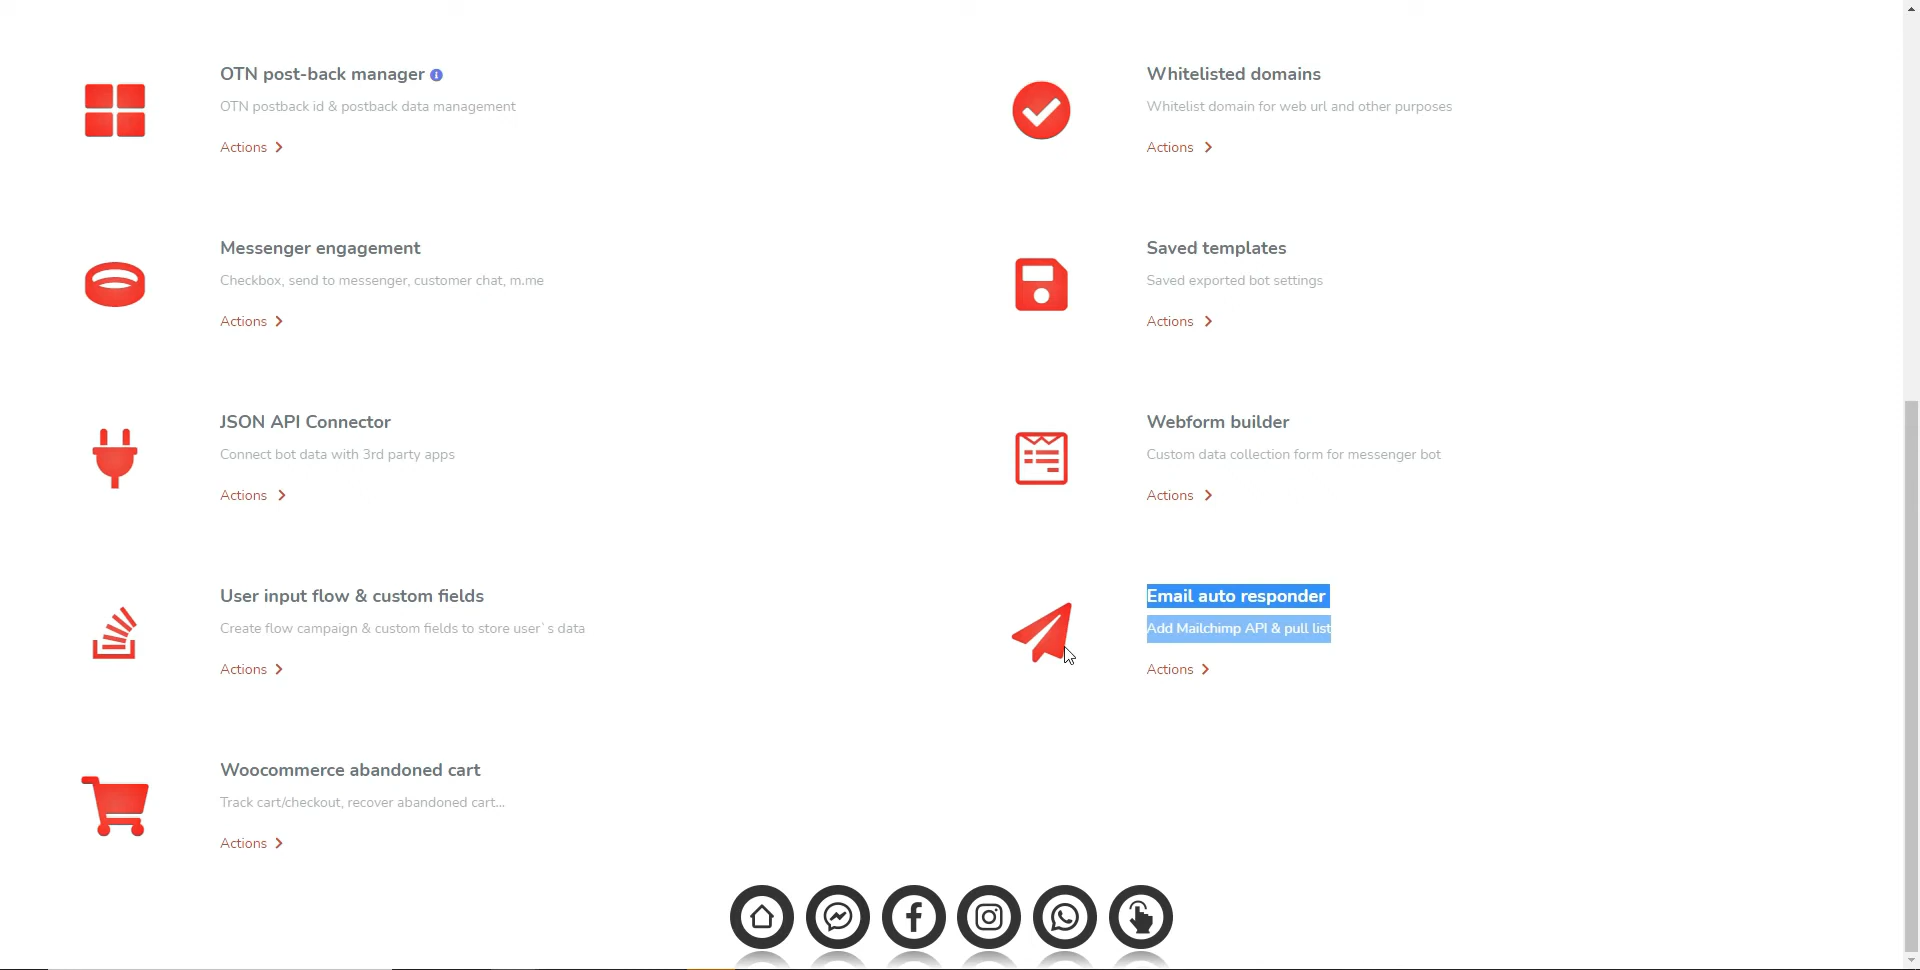 OTN post-back manager
OTN postback id & postback data management
Actions
Whitelisted domains
Whitelist domain for web url and other purposes
Actions
Messenger engagement
Checkbox, send to messenger, customer chat, m.me
Actions
Saved templates
Saved exported bot settings
Actions
JSON API Connector
Connect bot data with 3rd party apps
Actions
Webform builder
Custom data collection form for messenger bot
Actions
User input flow & custom fields
Create flow campaign & custom fields to store user`s data
Actions
Email auto responder
Add Mailchimp API & pull list
Actions
Woocommerce abandoned cart
Track cart/checkout, recover abandoned cart...
Actions